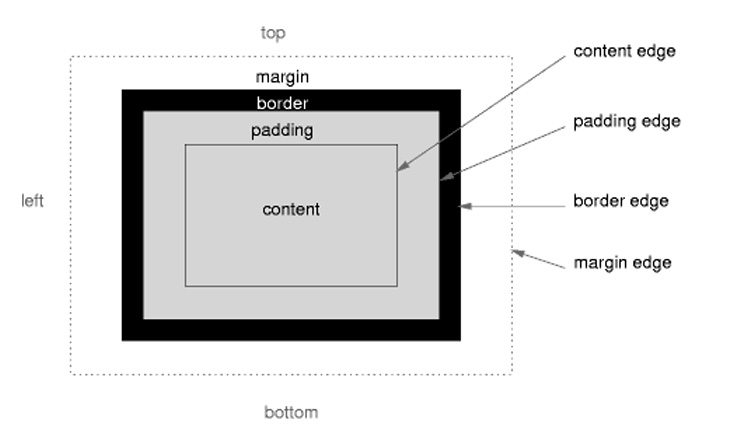 top
content edge
margin
border
padding
padding edge
left
content
border edge
margin edge
bottom